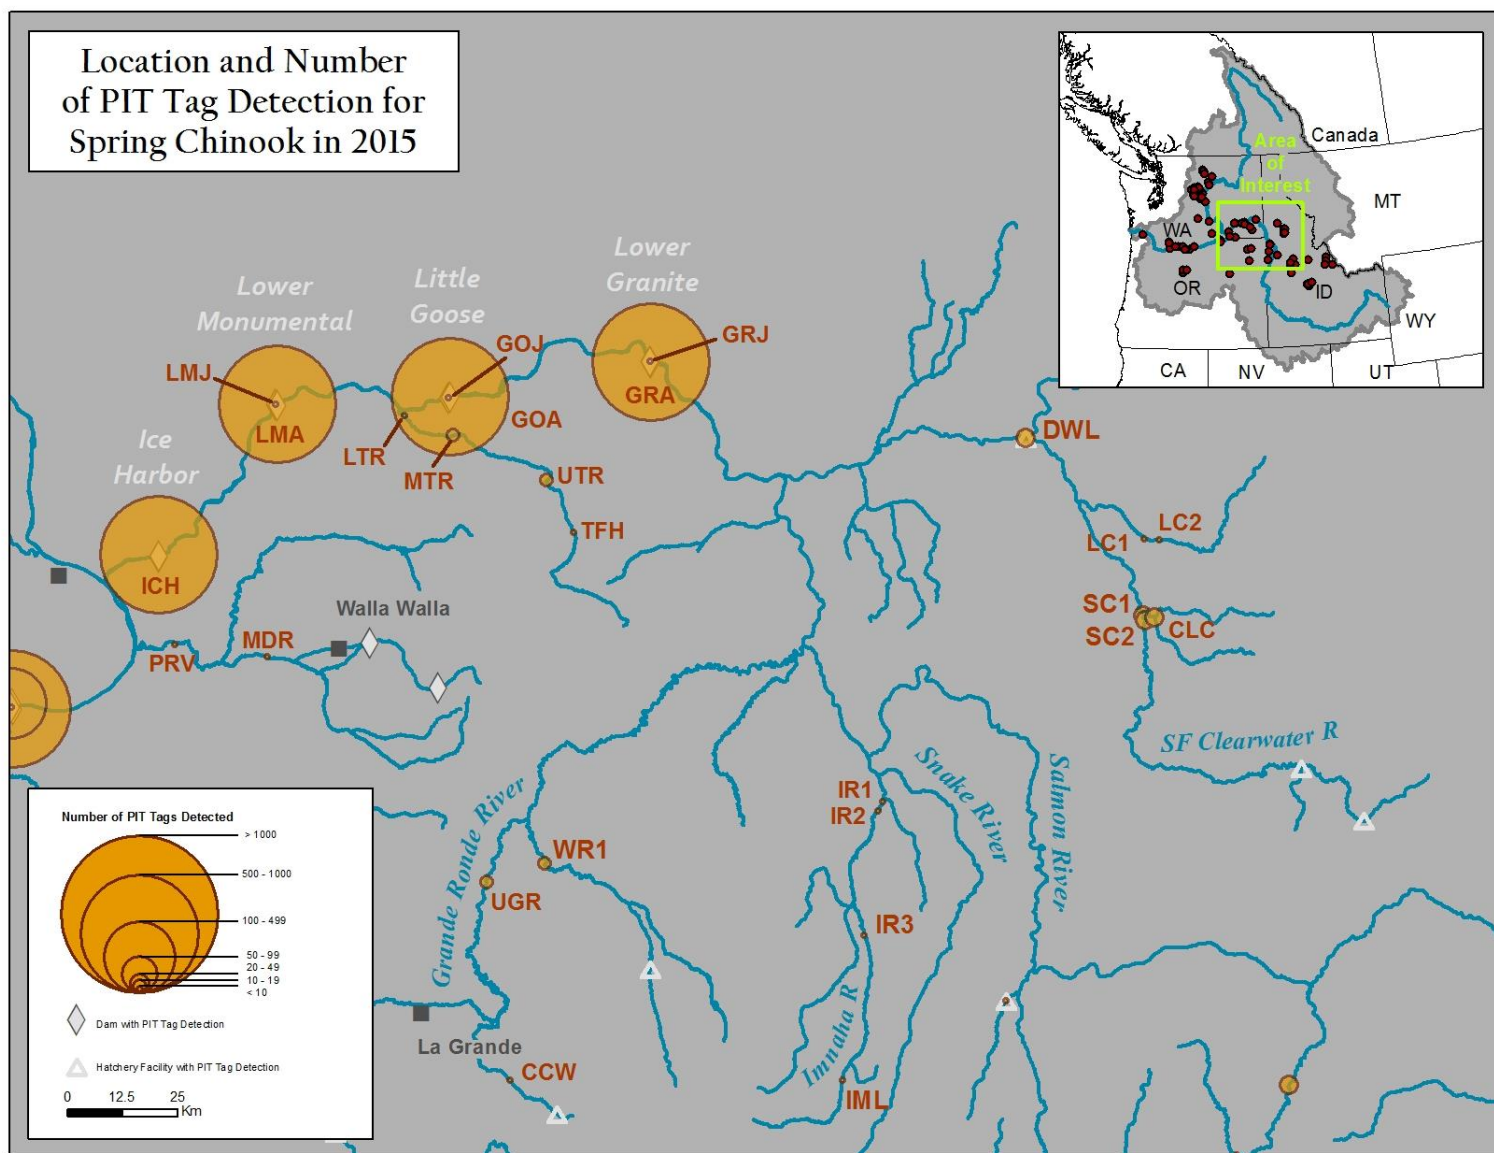 Location and Number
of PIT Tag Detection for
Spring Chinook in 2015
Canada
Area
of
Interest
MT
WA
OR
ID
WY
CA
NV
UT
Lower
Granite
Little
Goose
Lower
Monumental
Ice
Harbor
GOJ
GRJ
LMJ
GRA
GOA
LMA
LTR
MTR
UTR
TFH
DWL
LC2
LC1
ICH
SC1
SC2
CLC
Walla Walla
MDR
PRV
SF Clearwater R
Snake River
Salmon River
IR1
IR2
Grande Ronde River
WR1
UGR
IR3
Imnaha R
La Grande
CCW
IML
Number of PIT Tags Detected
> 1000
500 - 1000
100 - 499
50 - 99
20 - 49
10 - 19
< 10
Dam with PIT Tag Detection
Hatchery Facility with PIT Tag Detection
0 12.5 25
Km